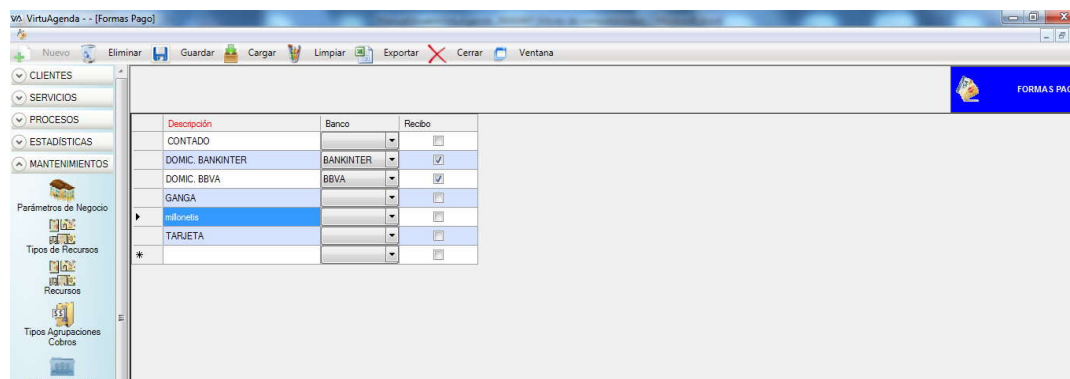 VA VirtuAgenda - - [Formas Pago]
Nuevo Eliminar Guardar Cargar Limpiar Exportar Cerrar Ventana
CLIENTES
SERVICIOS
PROCESOS
ESTADÍSTICAS
MANTENIMIENTOS
Parámetros de Negocio
Tipos de Recursos
Recursos
Tipos Agrupaciones
Cobros
FORMAS PAG
Descripción Banco Recibo
CONTADO
DOMIC. BANKINTER BANKINTER
DOMIC. BBVA BBVA
GANGA
millonetis
TARJETA